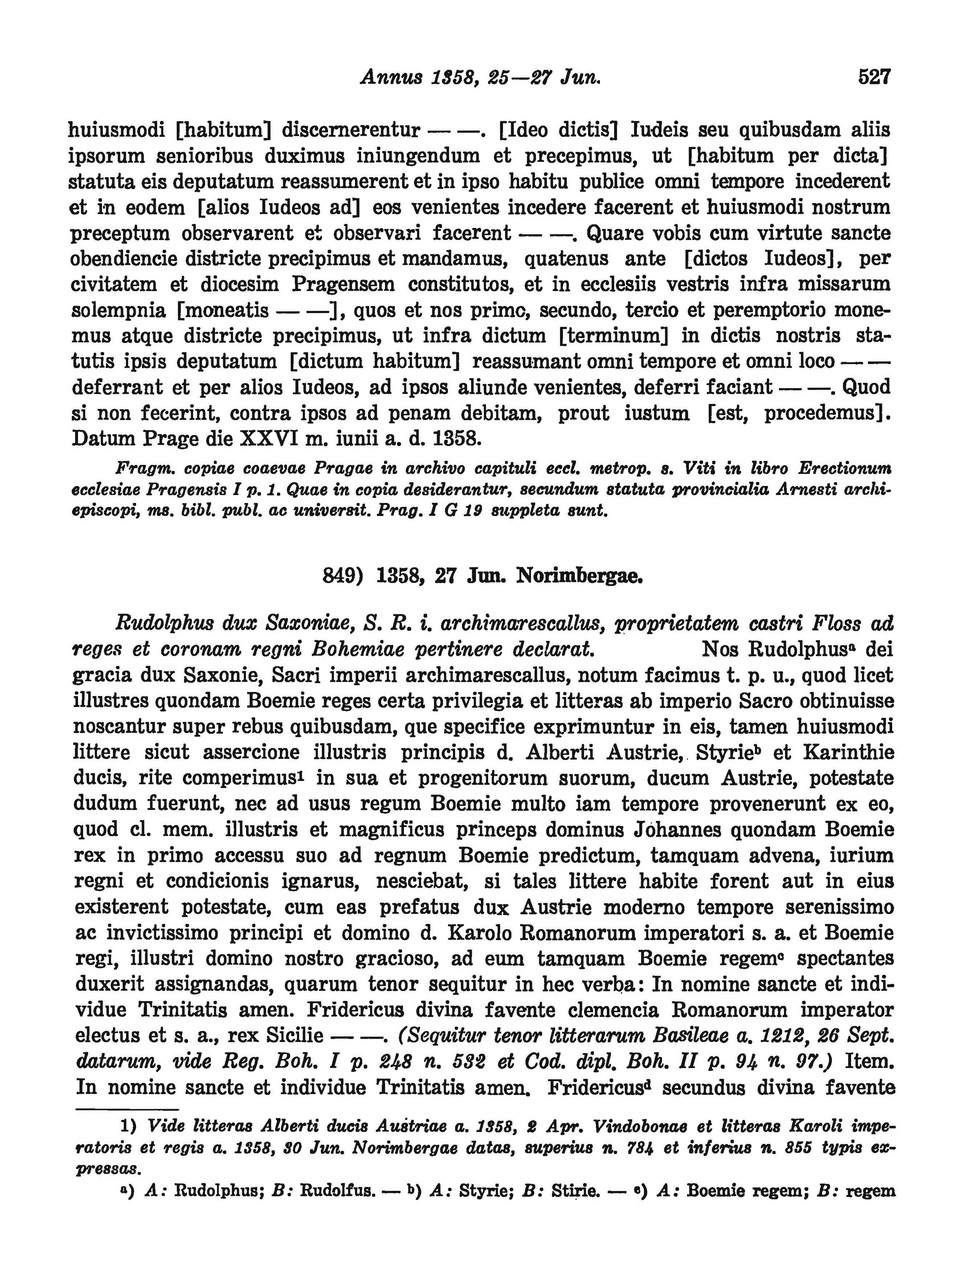 Annus 1358, 25—27 Jun. 527
huiusmodi [habitum] discernerentur — —. [Ideo dictis] Iudeis seu quibusdam aliis
ipsorum senioribus duximus iniungendum et precepimus, ut [habitum per dicta]
statuta eis deputatum reassumerent et in ipso habitu publice omni tempore incederent
et in eodem [alios Iudeos ad] eos venientes incedere facerent et huiusmodi nostrum
preceptum observarent et observari facerent — —. Quare vobis cum virtute sancte
obendiencie districte precipimus et mandamus, quatenus ante [dictos Iudeos], per
civitatem et diocesim Pragensem constitutos, et in ecclesiis vestris infra missarum
solempnia [moneatis — —], quos et nos primo, secundo, tercio et peremptorio mone-
mus atque districte precipimus, ut infra dictum [terminum] in dictis nostris sta-
tutis ipsis deputatum [dictum habitum] reassumant omni tempore et omni loco — —
deferrant et per alios Iudeos, ad ipsos aliunde venientes, deferri faciant — —. Quod
si non fecerint, contra ipsos ad penam debitam, prout iustum [est, procedemus].
Datum Prage die XXVI m. iunii a. d. 1358.
Fragm. copiae coaevae Pragae in archivo capituli eccl. metrop. s. Viti in libro Erectionum
ecclesiae Pragensis I p. 1. Quae in copia desiderantur, secundum statuta provincialia Arnesti archi-
episcopi, ms. bibl. publ. ac universit. Prag. I G 19 suppleta sunt.
849) 1358, 27 Jun. Norimbergae.
Rudolphus dux Saxoniae, S. R. i. archimarescallus, proprietatem castri Floss ad
reges et coronam regni Bohemiae pertinere declarat. Nos Rudolphusª dei
gracia dux Saxonie, Sacri imperii archimarescallus, notum facimus t. p. u., quod licet
illustres quondam Boemie reges certa privilegia et litteras ab imperio Sacro obtinuisse
noscantur super rebus quibusdam, que specifice exprimuntur in eis, tamen huiusmodi
littere sicut assercione illustris principis d. Alberti Austrie, Styrieᵇ et Karinthie
ducis, rite comperimus¹ in sua et progenitorum suorum, ducum Austrie, potestate
dudum fuerunt, nec ad usus regum Boemie multo iam tempore provenerunt ex eo,
quod cl. mem. illustris et magnificus princeps dominus Johannes quondam Boemie
rex in primo accessu suo ad regnum Boemie predictum, tamquam advena, iurium
regni et condicionis ignarus, nesciebat, si tales littere habite forent aut in eius
existerent potestate, cum eas prefatus dux Austrie moderno tempore serenissimo
ac invictissimo principi et domino d. Karolo Romanorum imperatori s. a. et Boemie
regi, illustri domino nostro gracioso, ad eum tamquam Boemie regemᶜ spectantes
duxerit assignandas, quarum tenor sequitur in hec verba: In nomine sancte et indi-
vidue Trinitatis amen. Fridericus divina favente clemencia Romanorum imperator
electus et s. a., rex Sicilie — —. (Sequitur tenor litterarum Basileae a. 1212, 26 Sept.
datarum, vide Reg. Boh. I p. 248 n. 532 et Cod. dipl. Boh. II p. 94 n. 97.) Item.
In nomine sancte et individue Trinitatis amen. Fridericusᵈ secundus divina favente
1) Vide litteras Alberti ducis Austriae a. 1358, 2 Apr. Vindobonae et litteras Karoli impe-
ratoris et regis a. 1358, 30 Jun. Norimbergae datas, superius n. 784 et inferius n. 855 typis ex-
pressas.
ª) A: Rudolphus; B: Rudolfus. — ᵇ) A: Styrie; B: Stirie. — ᶜ) A: Boemie regem; B: regem